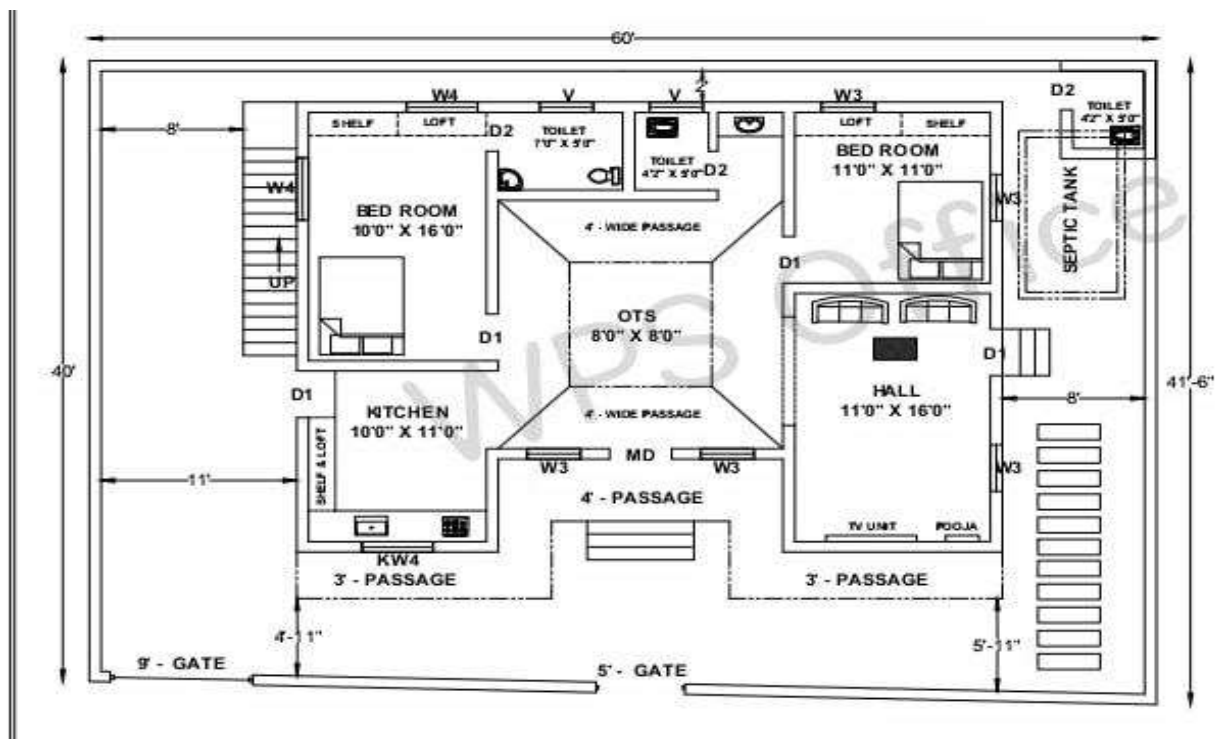 60'
2'
W4
V
V
W3
D2
SHELF
LOFT
D2
TOILET
7'0" X 5'0"
TOILET
4'2" X 5'0"
D2
LOFT
SHELF
BED ROOM
11'0" X 11'0"
TOILET
4'2" X 5'0"
8'
W4
BED ROOM
10'0" X 16'0"
4' - WIDE PASSAGE
W3
SEPTIC TANK
UP
D1
OTS
8'0" X 8'0"
D1
D1
40'
41'-6"
D1
KITCHEN
10'0" X 11'0"
4'- WIDE PASSAGE
HALL
11'0" X 16'0"
8'
SHELF & LOFT
11'
W3
MD
W3
W3
4' - PASSAGE
TV UNIT
POOJA
KW4
3' - PASSAGE
3' - PASSAGE
4'-11"
5'-11"
9' - GATE
5' - GATE
WPS Office